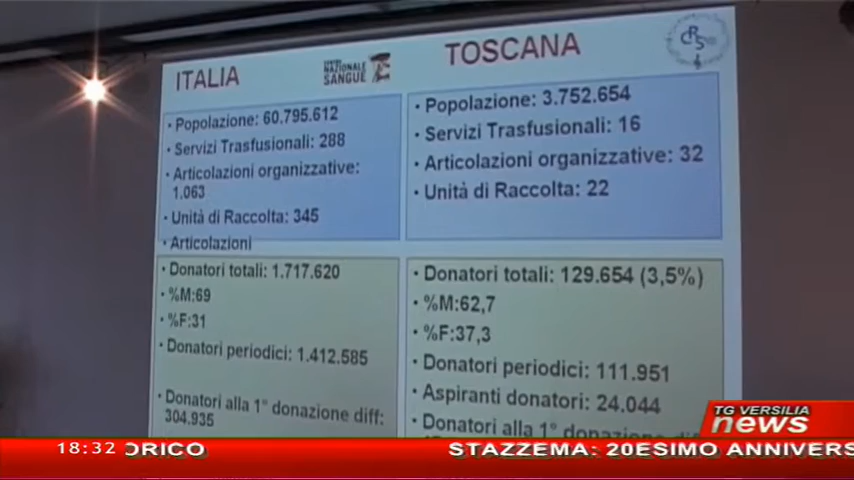 ITALIA
CENTRO
NAZIONALE
SANGUE
TOSCANA
CRS
• Popolazione: 60.795.612
• Servizi Trasfusionali: 288
• Articolazioni organizzative:
1.063
• Unità di Raccolta: 345
• Articolazioni
• Popolazione: 3.752.654
• Servizi Trasfusionali: 16
• Articolazioni organizzative: 32
• Unità di Raccolta: 22
• Donatori totali: 1.717.620
• %M:69
• %F:31
• Donatori periodici: 1.412.585
• Donatori alla 1° donazione diff:
304.935
• Donatori totali: 129.654 (3,5%)
• %M:62,7
• %F:37,3
• Donatori periodici: 111.951
• Aspiranti donatori: 24.044
• Donatori alla 1° donazione
TG VERSILIA
news
18:32 ORICO STAZZEMA: 20ESIMO ANNIVERS